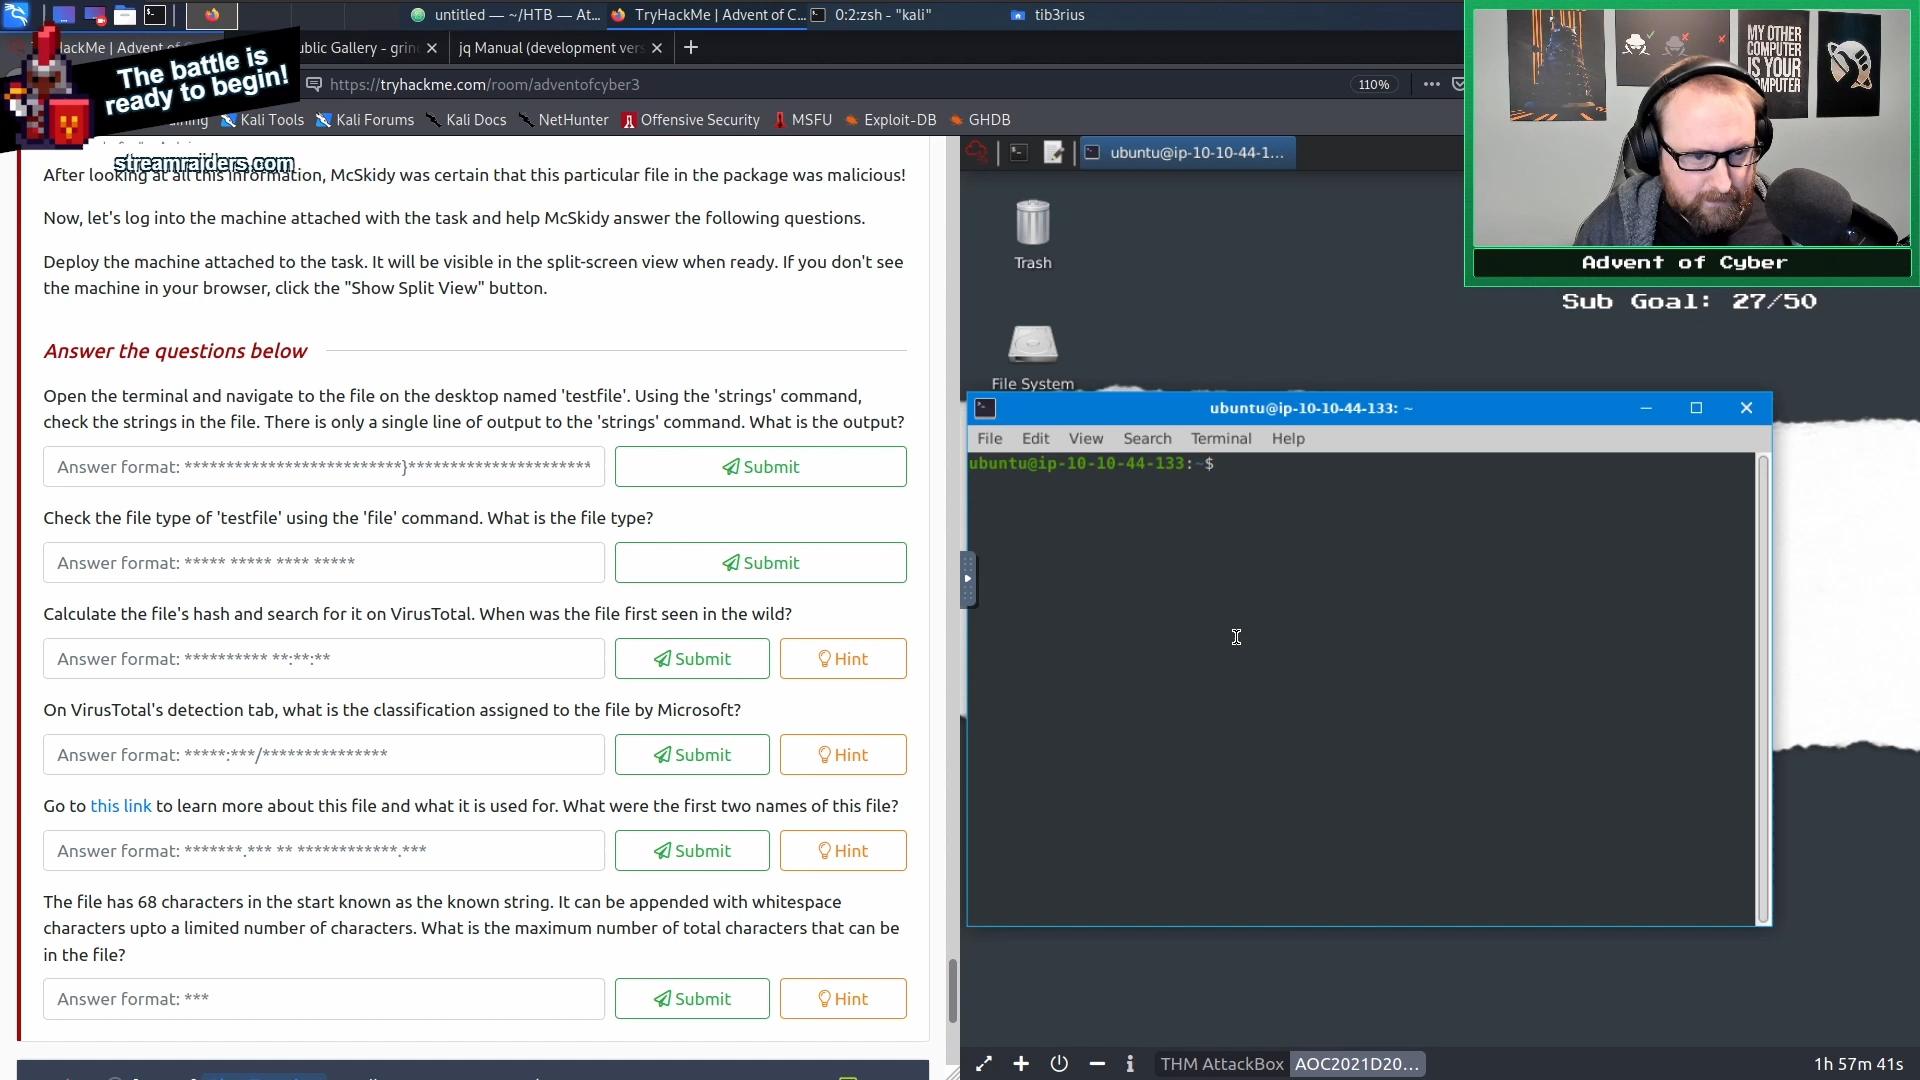 untitled — ~/HTB — At...
TryHackMe | Advent of C...
0:2:zsh - "kali"
tib3rius
HackMe | Advent
ublic Gallery - grin
jq Manual (development ver
The battle is
ready to begin!
https://tryhackme.com/room/adventofcyber3
110%
Kali Tools
Kali Forums
Kali Docs
NetHunter
Offensive Security
MSFU
Exploit-DB
GHDB
streamraiders.com
After looking at all this information, McSkidy was certain that this particular file in the package was malicious!
Now, let's log into the machine attached with the task and help McSkidy answer the following questions.
Deploy the machine attached to the task. It will be visible in the split-screen view when ready. If you don't see
the machine in your browser, click the "Show Split View" button.
Answer the questions below
Open the terminal and navigate to the file on the desktop named 'testfile'. Using the 'strings' command,
check the strings in the file. There is only a single line of output to the 'strings' command. What is the output?
Answer format: ***************************}***********************
Submit
Check the file type of 'testfile' using the 'file' command. What is the file type?
Answer format: ***** ***** **** *****
Submit
Calculate the file's hash and search for it on VirusTotal. When was the file first seen in the wild?
Answer format: ********** **:**:**
Submit
Hint
On VirusTotal's detection tab, what is the classification assigned to the file by Microsoft?
Answer format: *****:***/***************
Submit
Hint
Go to this link to learn more about this file and what it is used for. What were the first two names of this file?
Answer format: *******.*** ** ************.***
Submit
Hint
The file has 68 characters in the start known as the known string. It can be appended with whitespace
characters upto a limited number of characters. What is the maximum number of total characters that can be
in the file?
Answer format: ***
Submit
Hint
ubuntu@ip-10-10-44-1...
Trash
File System
ubuntu@ip-10-10-44-133: ~
File Edit View Search Terminal Help
ubuntu@ip-10-10-44-133:~$
MY OTHER
COMPUTER
IS YOUR
COMPUTER
Advent of Cyber
Sub Goal: 27/50
THM AttackBox
AOC2021D20...
1h 57m 41s